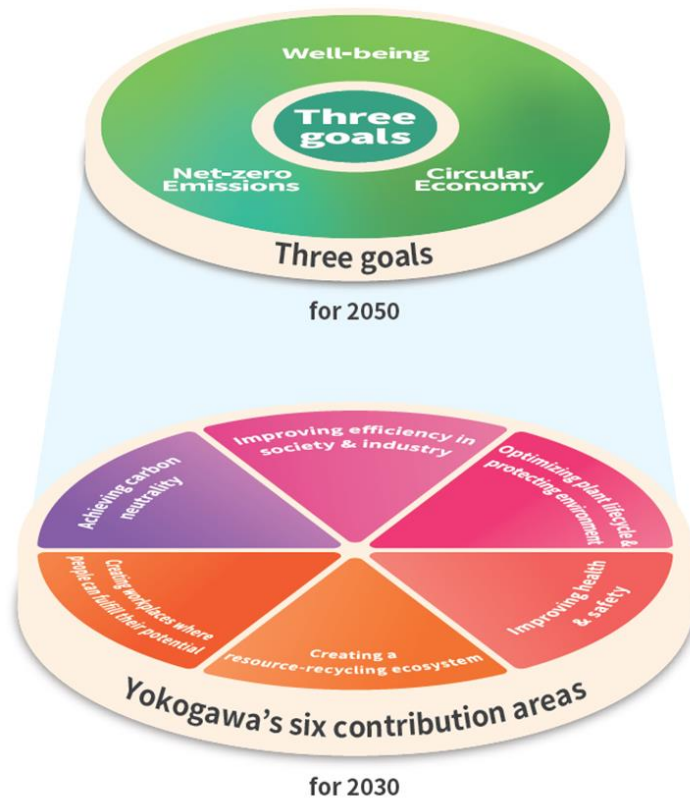 Well-being
Three
goals
Net-zero
Emissions
Circular
Economy
Three goals
for 2050
Improving efficiency in
society & industry
Achieving carbon
neutrality
Optimizing plant lifecycle &
protecting environment
Creating workplaces where
people can fulfill their potential
Improving health
& safety
Creating a
resource-recycling ecosystem
Yokogawa's six contribution areas
for 2030